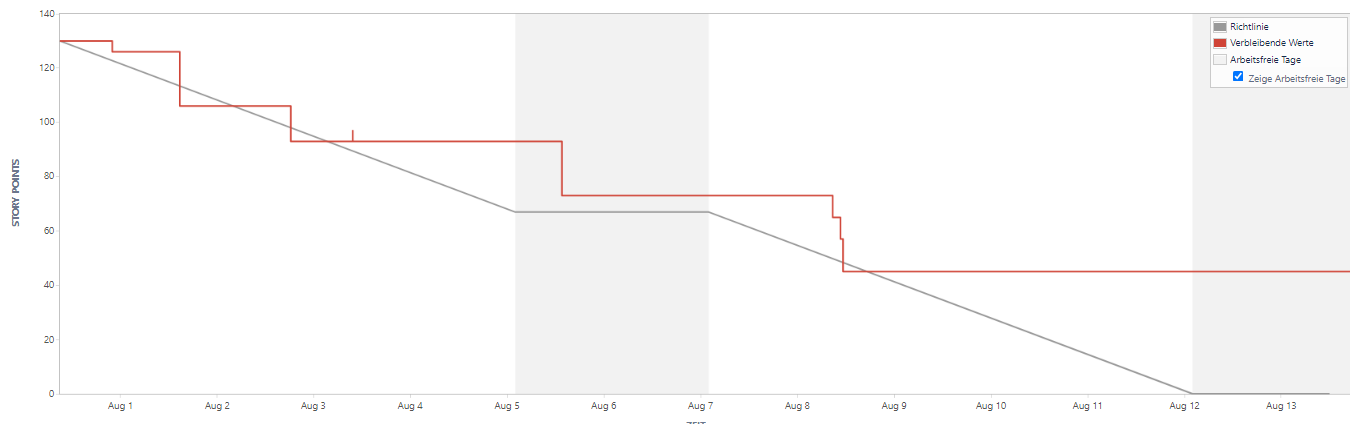 140
Richtlinie
Verbleibende Werte
Arbeitsfreie Tage
Zeige Arbeitsfreie Tage
120
100
80
60
40
20
0
STORY POINTS
Aug 1 Aug 2 Aug 3 Aug 4 Aug 5 Aug 6 Aug 7 Aug 8 Aug 9 Aug 10 Aug 11 Aug 12 Aug 13